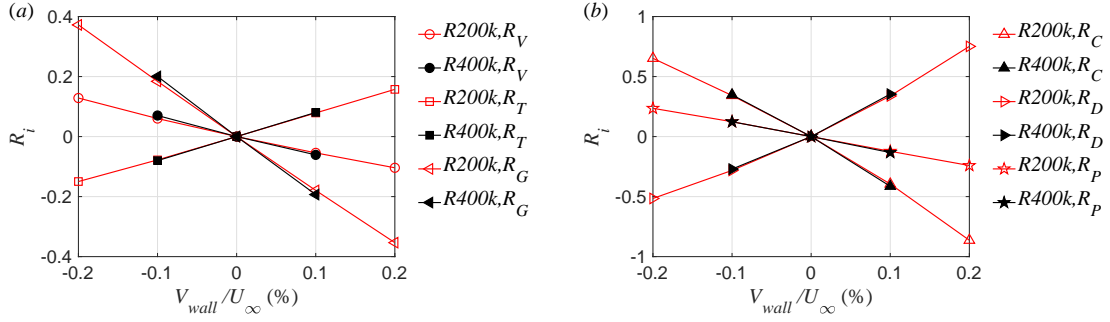 (a)
0.4
0.2
0
-0.2
-0.4
R_i
-0.2 -0.1 0 0.1 0.2
V_wall/U_∞ (%)
R200k,R_V
R400k,R_V
R200k,R_T
R400k,R_T
R200k,R_G
R400k,R_G
(b)
1
0.5
0
-0.5
-1
R_i
-0.2 -0.1 0 0.1 0.2
V_wall/U_∞ (%)
R200k,R_C
R400k,R_C
R200k,R_D
R400k,R_D
R200k,R_P
R400k,R_P